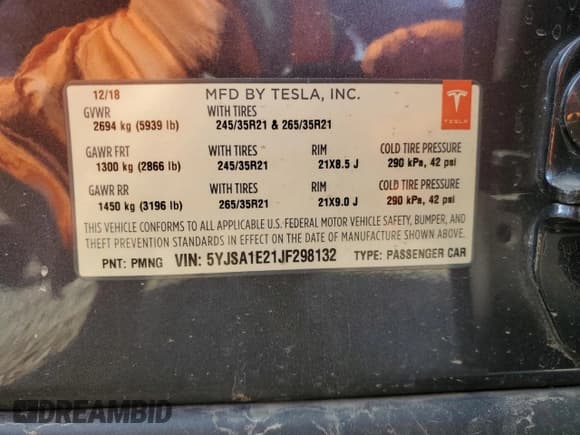 12/18 MFD BY TESLA, INC.
GVWR WITH TIRES
2694 kg (5939 lb) 245/35R21 & 265/35R21
GAWR FRT WITH TIRES RIM COLD TIRE PRESSURE
1300 kg (2866 lb) 245/35R21 21X8.5 J 290 kPa, 42 psi
GAWR RR WITH TIRES RIM COLD TIRE PRESSURE
1450 kg (3196 lb) 265/35R21 21X9.0 J 290 kPa, 42 psi
THIS VEHICLE CONFORMS TO ALL APPLICABLE U.S. FEDERAL MOTOR VEHICLE SAFETY, BUMPER, AND
THEFT PREVENTION STANDARDS IN EFFECT ON THE DATE OF MANUFACTURE SHOWN ABOVE.
PNT: PMNG VIN: 5YJSA1E21JF298132 TYPE: PASSENGER CAR
TESLA
DREAMBID